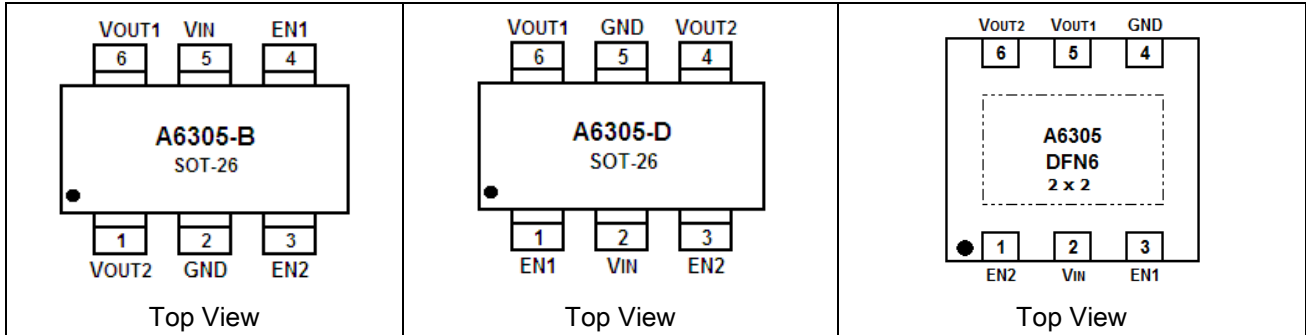 VOUT1 VIN EN1
6 5 4
A6305-B
SOT-26
1 2 3
VOUT2 GND EN2
Top View
VOUT1 GND VOUT2
6 5 4
A6305-D
SOT-26
1 2 3
EN1 VIN EN2
Top View
VOUT2 VOUT1 GND
6 5 4
A6305
DFN6
2 x 2
1 2 3
EN2 VIN EN1
Top View